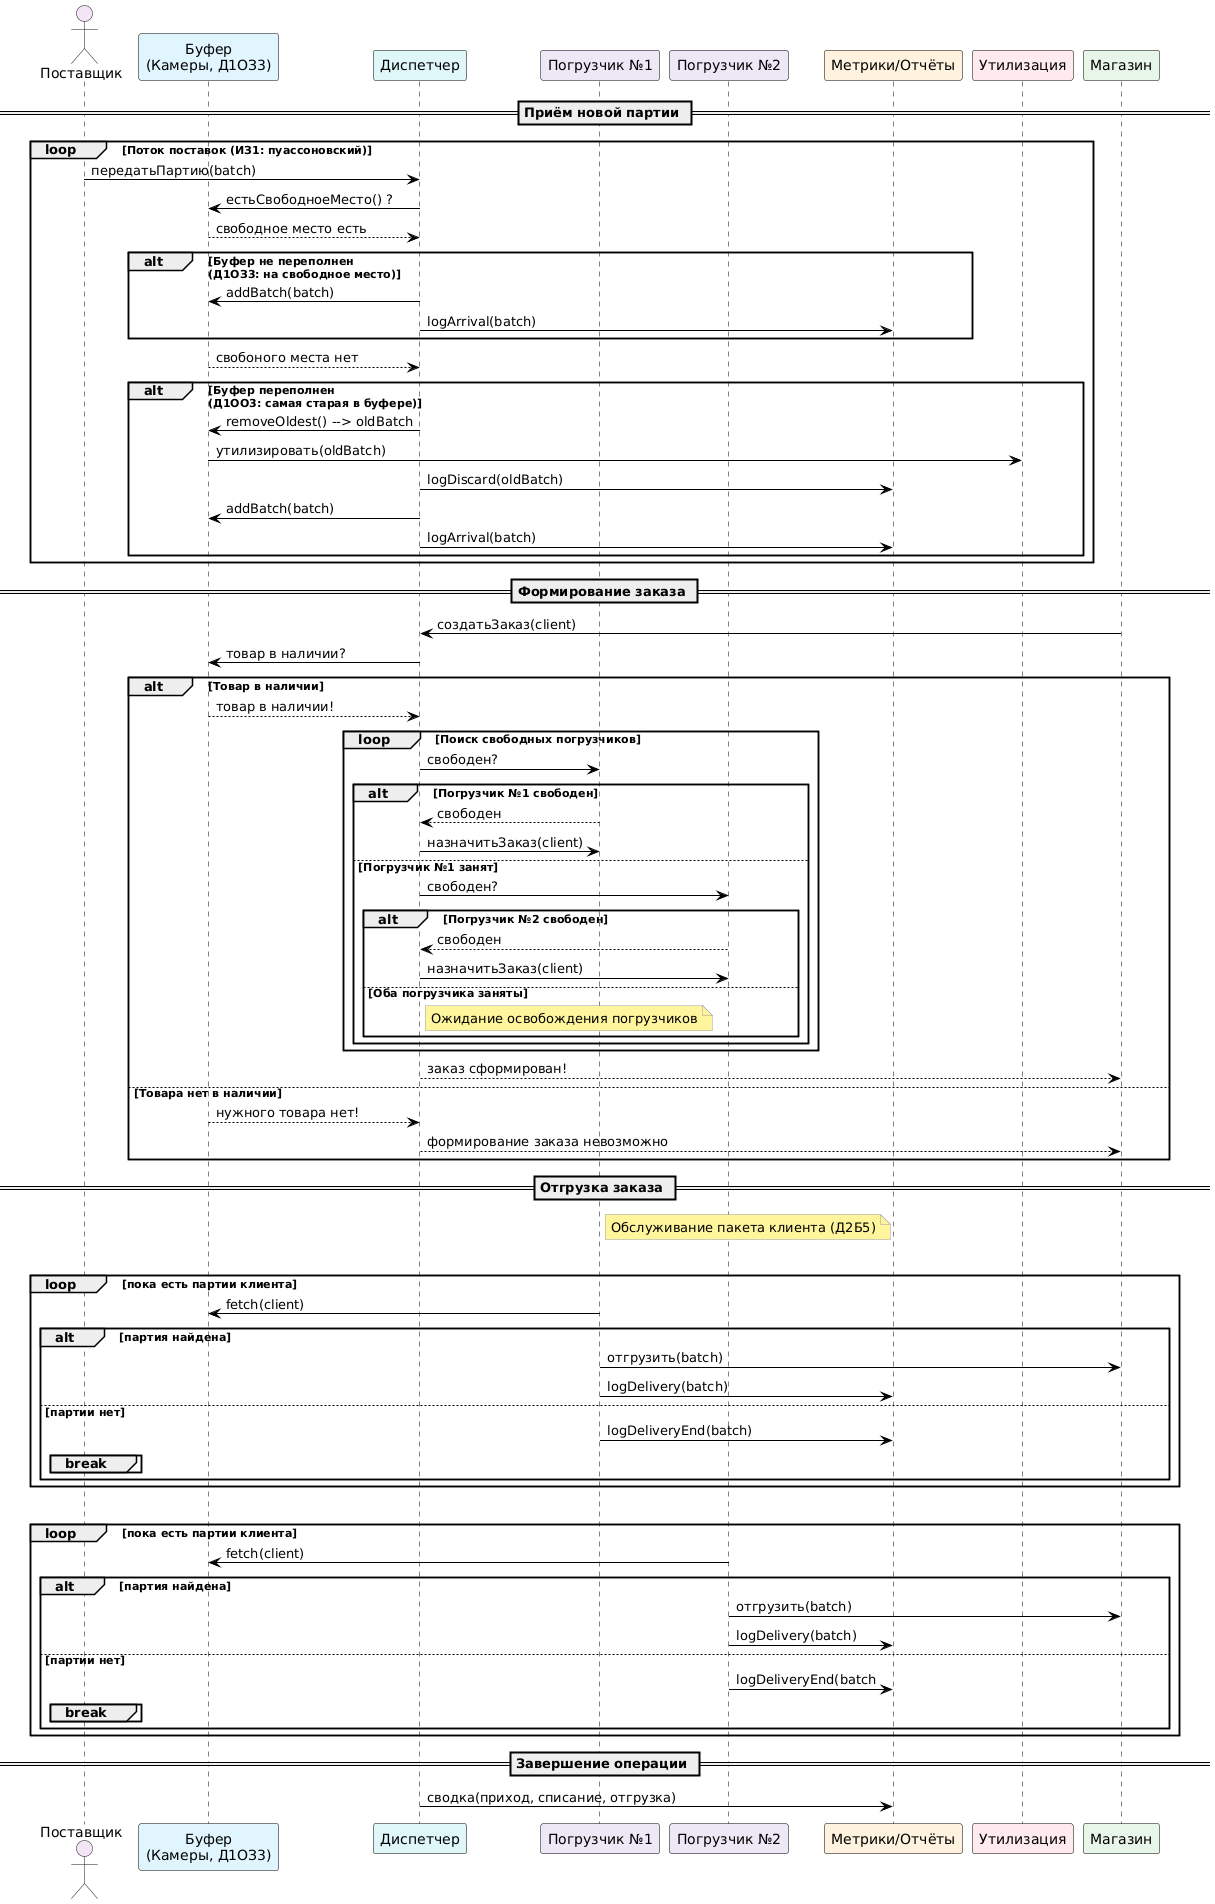 Поставщик
Буфер
(Камеры, Д1ОЗ3)
Диспетчер
Погрузчик №1
Погрузчик №2
Метрики/Отчёты
Утилизация
Магазин
Приём новой партии
loop
[Поток поставок (ИЗ1: пуассоновский)]
передатьПартию(batch)
естьСвободноеМесто() ?
свободное место есть
alt
[Буфер не переполнен
(Д1ОЗ3: на свободное место)]
addBatch(batch)
logArrival(batch)
свобоного места нет
alt
[Буфер переполнен
(Д1ОО3: самая старая в буфере)]
removeOldest() --> oldBatch
утилизировать(oldBatch)
logDiscard(oldBatch)
addBatch(batch)
logArrival(batch)
Формирование заказа
создатьЗаказ(client)
товар в наличии?
alt
[Товар в наличии]
товар в наличии!
loop
[Поиск свободных погрузчиков]
свободен?
alt
[Погрузчик №1 свободен]
свободен
назначитьЗаказ(client)
[Погрузчик №1 занят]
свободен?
alt
[Погрузчик №2 свободен]
свободен
назначитьЗаказ(client)
[Оба погрузчика заняты]
Ожидание освобождения погрузчиков
заказ сформирован!
[Товара нет в наличии]
нужного товара нет!
формирование заказа невозможно
Отгрузка заказа
Обслуживание пакета клиента (Д2Б5)
loop
[пока есть партии клиента]
fetch(client)
alt
[партия найдена]
отгрузить(batch)
logDelivery(batch)
[партии нет]
logDeliveryEnd(batch)
break
loop
[пока есть партии клиента]
fetch(client)
alt
[партия найдена]
отгрузить(batch)
logDelivery(batch)
[партии нет]
logDeliveryEnd(batch
break
Завершение операции
сводка(приход, списание, отгрузка)
Поставщик
Буфер
(Камеры, Д1ОЗ3)
Диспетчер
Погрузчик №1
Погрузчик №2
Метрики/Отчёты
Утилизация
Магазин